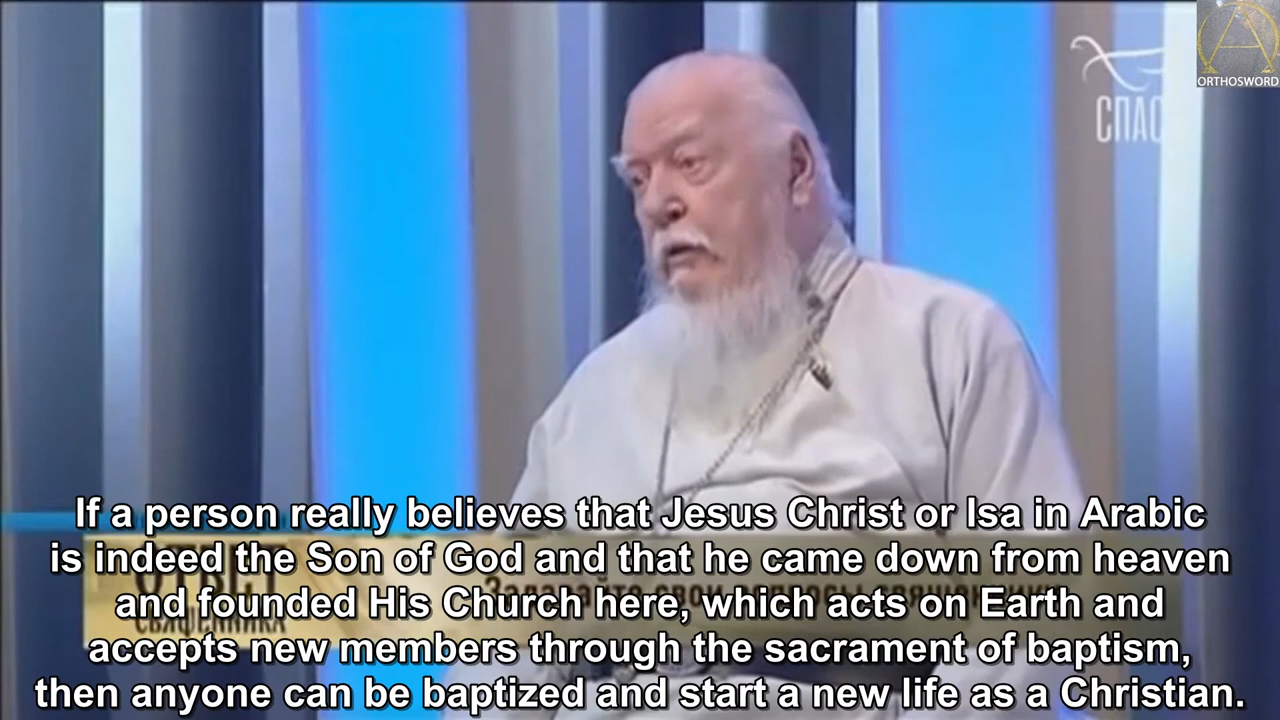 СПАС
ORTHOSWORD
If a person really believes that Jesus Christ or Isa in Arabic
is indeed the Son of God and that he came down from heaven
and founded His Church here, which acts on Earth and
accepts new members through the sacrament of baptism,
then anyone can be baptized and start a new life as a Christian.
ОТВЕТ
СВЯЩЕННИКА